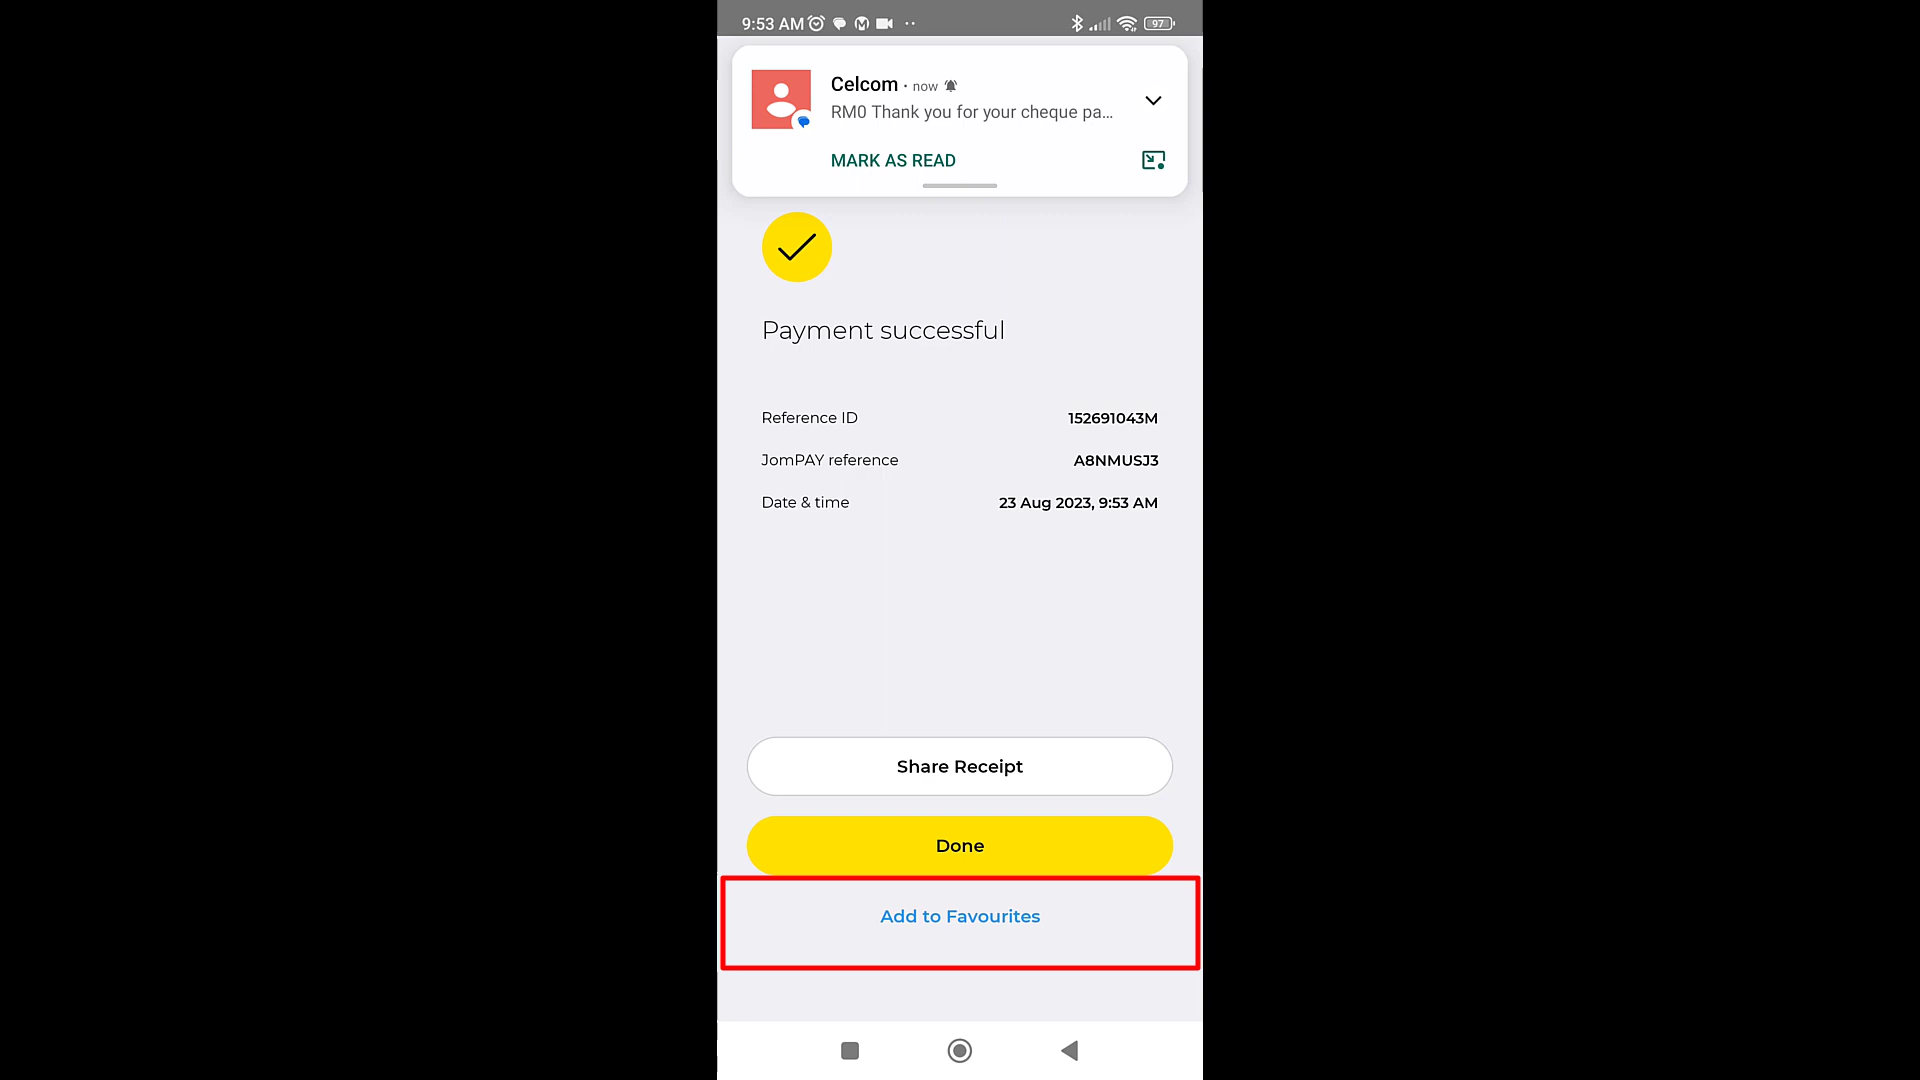 9:53 AM
97
Celcom · now
RM0 Thank you for your cheque pa...
MARK AS READ
Payment successful
Reference ID 152691043M
JomPAY reference A8NMUSJ3
Date & time 23 Aug 2023, 9:53 AM
Share Receipt
Done
Add to Favourites